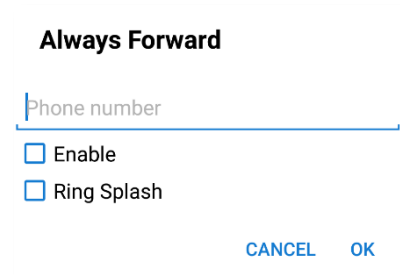 Always Forward
Phone number
Enable
Ring Splash
CANCEL OK